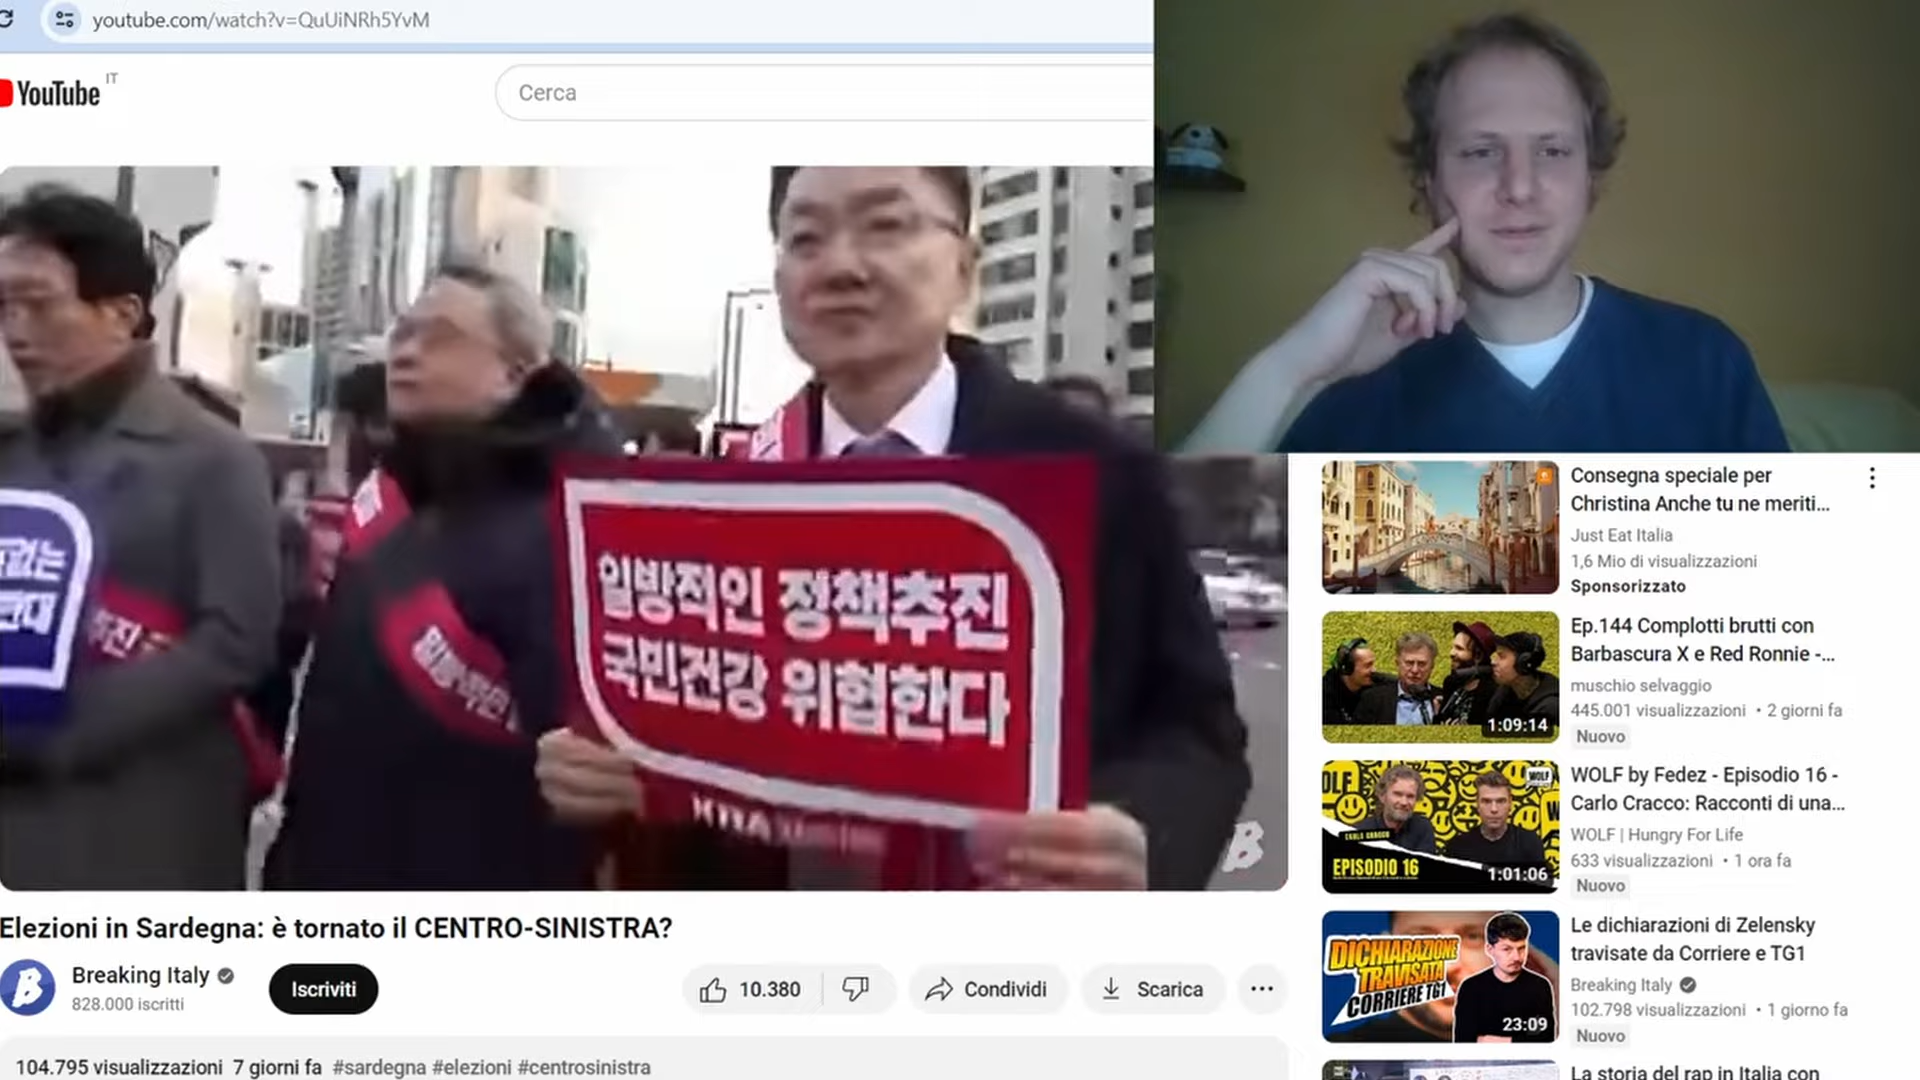 youtube.com/watch?v=QuUiNRh5YvM
YouTube IT
Cerca
일방적인 정책추진
국민건강 위협한다
Elezioni in Sardegna: è tornato il CENTRO-SINISTRA?
Breaking Italy
828.000 iscritti
Iscriviti
10.380
Condividi
Scarica
104.795 visualizzazioni 7 giorni fa #sardegna #elezioni #centrosinistra
Consegna speciale per
Christina Anche tu ne meriti...
Just Eat Italia
1,6 Mio di visualizzazioni
Sponsorizzato
1:09:14
Ep.144 Complotti brutti con
Barbascura X e Red Ronnie -...
muschio selvaggio
445.001 visualizzazioni • 2 giorni fa
Nuovo
WOLF
CARLO CRACCO
EPISODIO 16
1:01:06
WOLF by Fedez - Episodio 16 -
Carlo Cracco: Racconti di una...
WOLF | Hungry For Life
633 visualizzazioni • 1 ora fa
Nuovo
DICHIARAZIONE
TRAVISATA
CORRIERE TG1
23:09
Le dichiarazioni di Zelensky
travisate da Corriere e TG1
Breaking Italy
102.798 visualizzazioni • 1 giorno fa
Nuovo
La storia del rap in Italia con